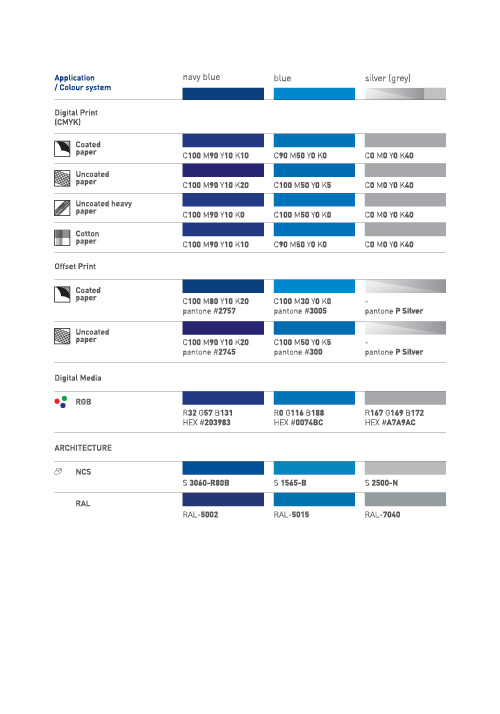 Application
/ Colour system
navy blue
blue
silver (grey)
Digital Print
(CMYK)
Coated
paper
C100 M90 Y10 K10
C90 M50 Y0 K0
C0 M0 Y0 K40
Uncoated
paper
C100 M90 Y10 K20
C100 M50 Y0 K5
C0 M0 Y0 K40
Uncoated heavy
paper
C100 M90 Y10 K0
C100 M50 Y0 K0
C0 M0 Y0 K40
Cotton
paper
C100 M90 Y10 K10
C90 M50 Y0 K0
C0 M0 Y0 K40
Offset Print
Coated
paper
C100 M80 Y10 K20
pantone #2757
C100 M30 Y0 K0
pantone #3005
-
pantone P Silver
Uncoated
paper
C100 M90 Y10 K20
pantone #2745
C100 M50 Y0 K5
pantone #300
-
pantone P Silver
Digital Media
RGB
R32 G57 B131
HEX #203983
R0 G116 B188
HEX #0074BC
R167 G169 B172
HEX #A7A9AC
ARCHITECTURE
NCS
S 3060-R80B
S 1565-B
S 2500-N
RAL
RAL-5002
RAL-5015
RAL-7040